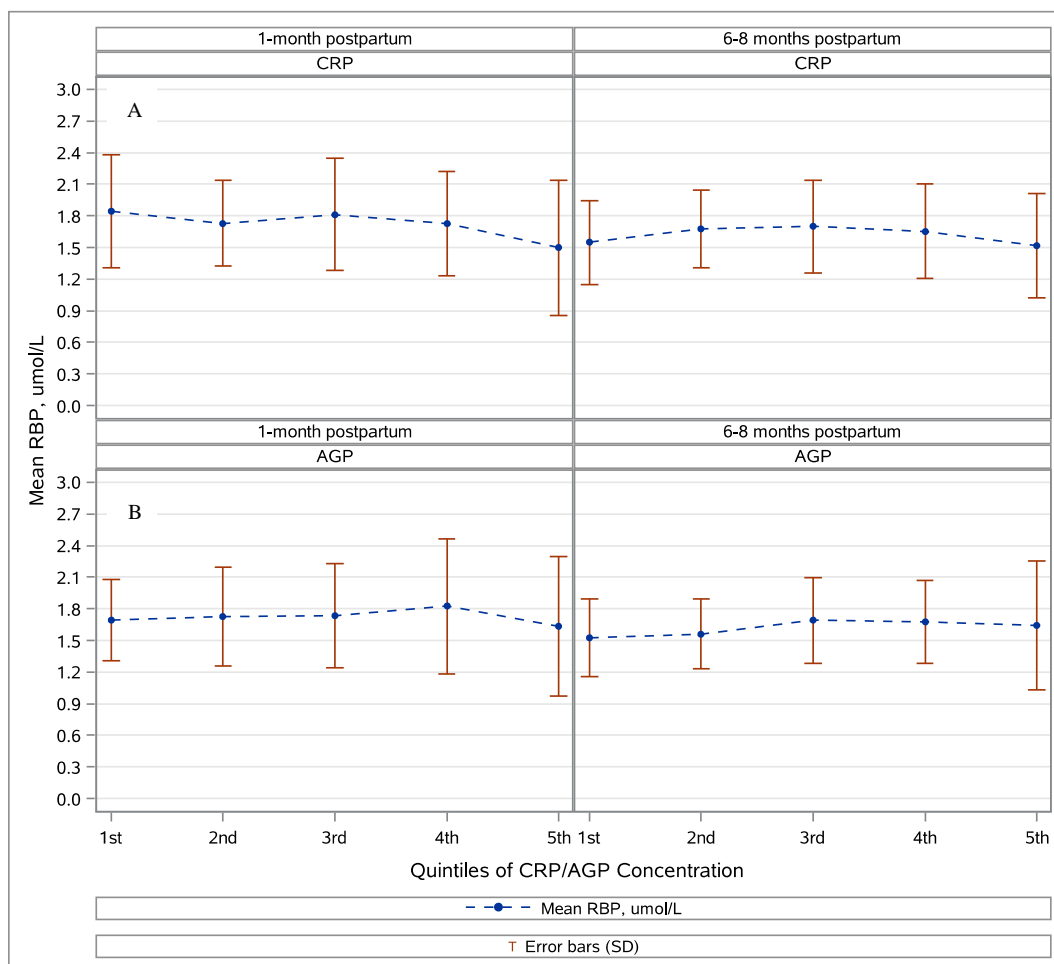 1-month postpartum
6-8 months postpartum
CRP
CRP
A
3.0
2.7
2.4
2.1
1.8
1.5
1.2
0.9
0.6
0.3
0.0
Mean RBP, umol/L
1-month postpartum
6-8 months postpartum
AGP
AGP
B
3.0
2.7
2.4
2.1
1.8
1.5
1.2
0.9
0.6
0.3
0.0
1st 2nd 3rd 4th 5th 1st 2nd 3rd 4th 5th
Quintiles of CRP/AGP Concentration
Mean RBP, umol/L
Error bars (SD)